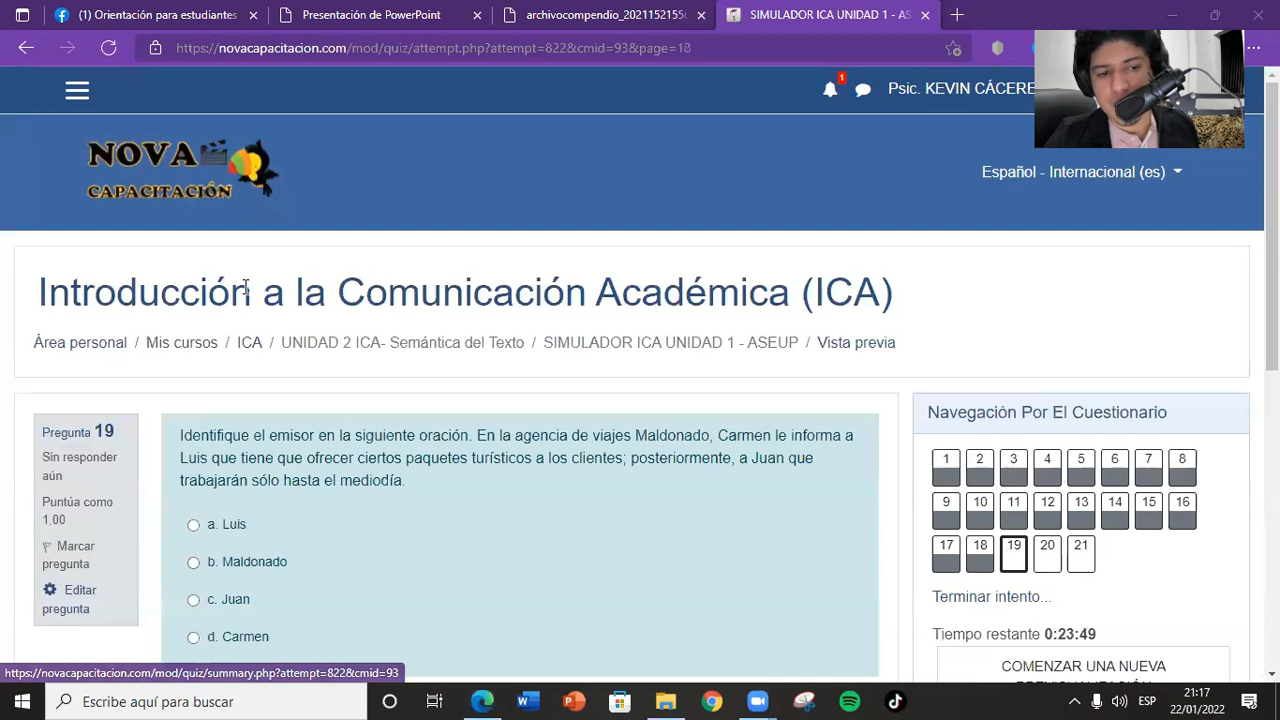 (1) Orientación para estudiantes
Presentación de PowerPoint
archivocompendio_2021152155
SIMULADOR ICA UNIDAD 1 - AS
https://novacapacitacion.com/mod/quiz/attempt.php?attempt=822&cmid=93&page=18
1
Psic. KEVIN CÁCERE
NOVA
CAPACITACIÓN
Español - Internacional (es)
Introducción a la Comunicación Académica (ICA)
Área personal / Mis cursos / ICA / UNIDAD 2 ICA- Semántica del Texto / SIMULADOR ICA UNIDAD 1 - ASEUP / Vista previa
Pregunta 19
Sin responder
aún
Puntúa como
1,00
Marcar
pregunta
Editar
pregunta
Identifique el emisor en la siguiente oración. En la agencia de viajes Maldonado, Carmen le informa a
Luis que tiene que ofrecer ciertos paquetes turísticos a los clientes; posteriormente, a Juan que
trabajarán sólo hasta el mediodía.
a. Luis
b. Maldonado
c. Juan
d. Carmen
Navegación Por El Cuestionario
1 2 3 4 5 6 7 8
9 10 11 12 13 14 15 16
17 18 19 20 21
Terminar intento...
Tiempo restante 0:23:49
COMENZAR UNA NUEVA
https://novacapacitacion.com/mod/quiz/summary.php?attempt=822&cmid=93
Escribe aquí para buscar
ESP
21:17
22/01/2022